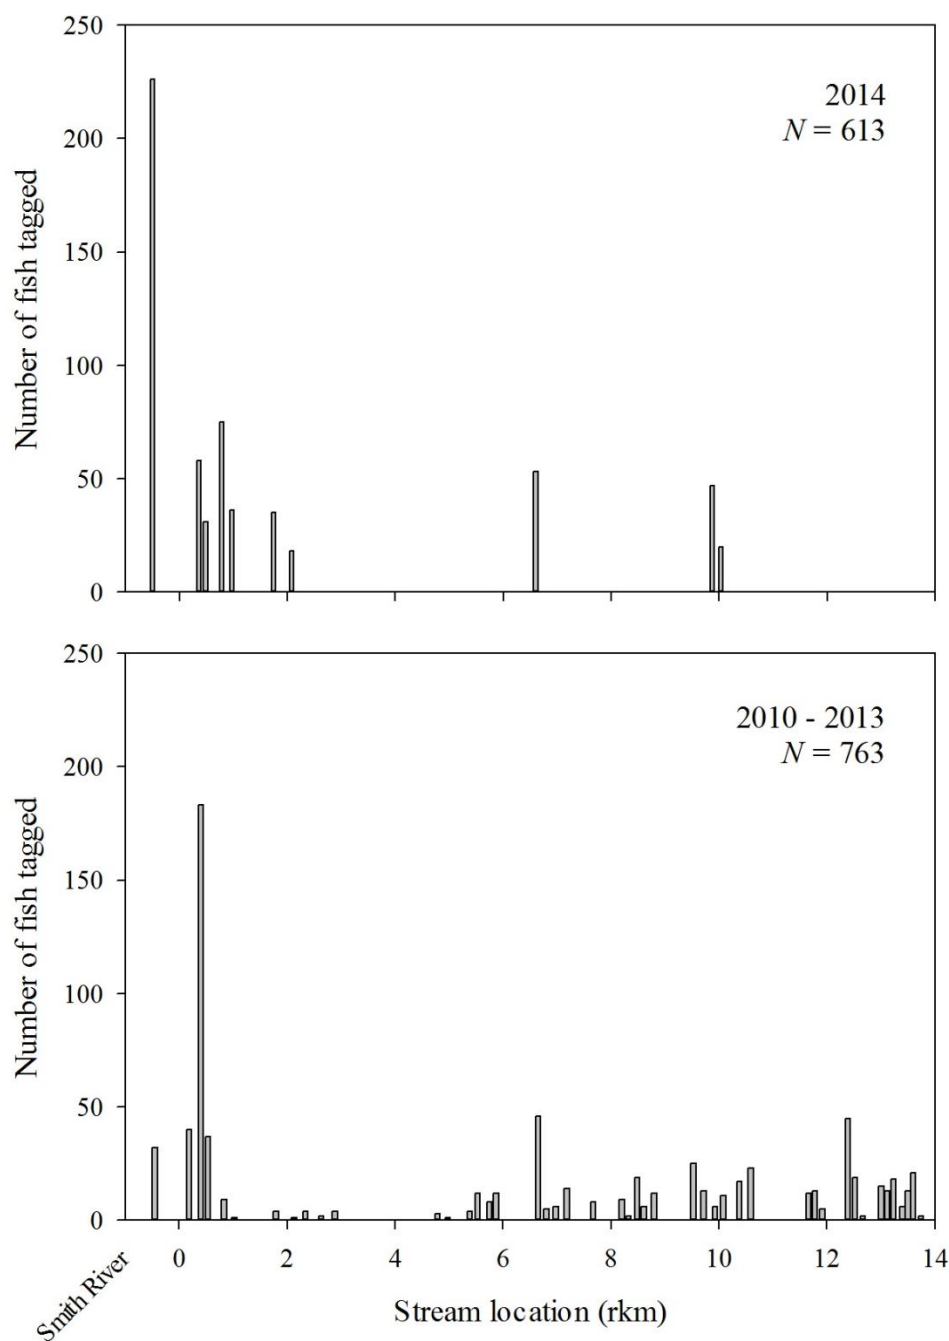 250
200
150
100
50
0
Number of fish tagged
2014
N = 613
250
200
150
100
50
0
Number of fish tagged
2010 - 2013
N = 763
Smith River
0 2 4 6 8 10 12 14
Stream location (rkm)